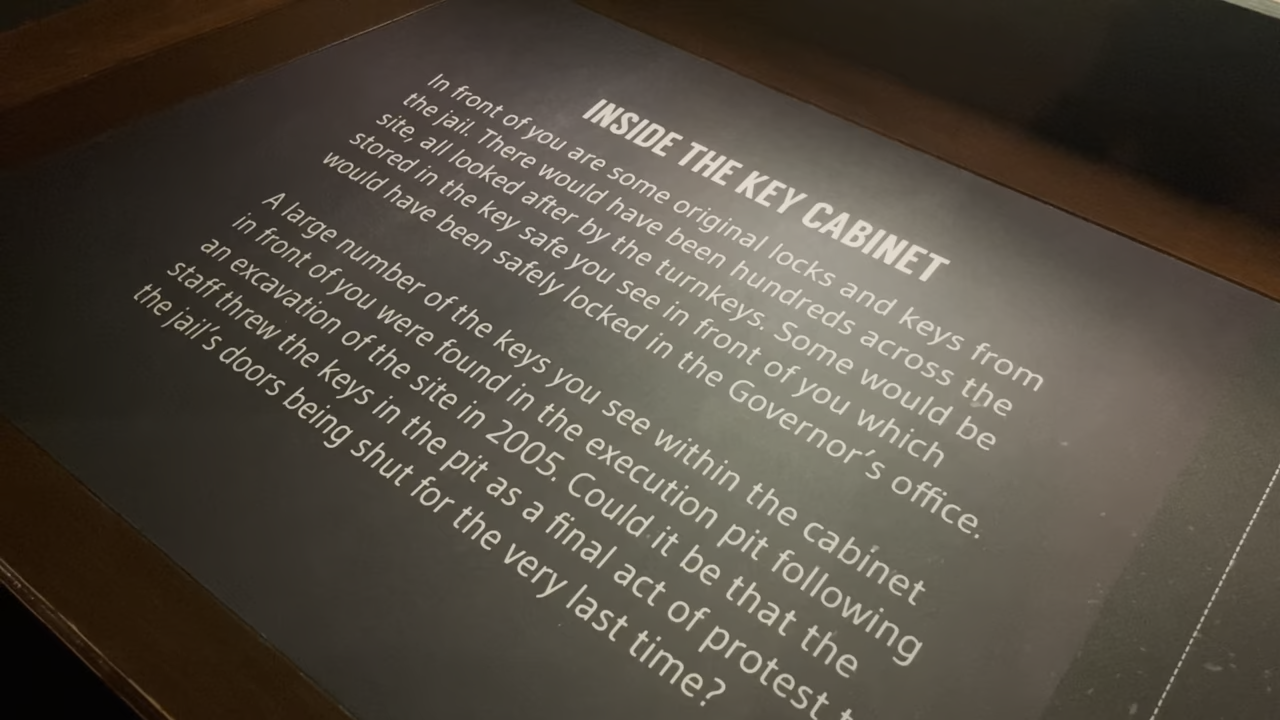 INSIDE THE KEY CABINET
In front of you are some original locks and keys from
the jail. There would have been hundreds across the
site, all looked after by the turnkeys. Some would be
stored in the key safe you see in front of you which
would have been safely locked in the Governor's office.
A large number of the keys you see within the cabinet
in front of you were found in the execution pit following
an excavation of the site in 2005. Could it be that the
staff threw the keys in the pit as a final act of protest
the jail's doors being shut for the very last time?